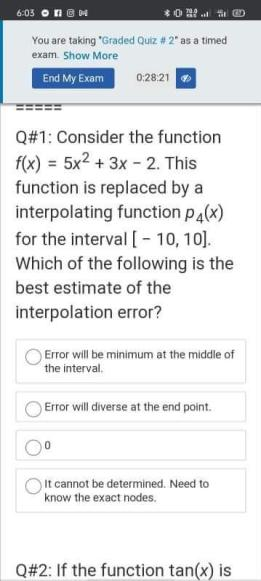 6:03
You are taking "Graded Quiz # 2" as a timed
exam. Show More
End My Exam
0:28:21
=====
Q#1: Consider the function
f(x) = 5x² + 3x − 2. This
function is replaced by a
interpolating function p₄(x)
for the interval [ − 10, 10].
Which of the following is the
best estimate of the
interpolation error?
Error will be minimum at the middle of
the interval.
Error will diverse at the end point.
0
It cannot be determined. Need to
know the exact nodes.
Q#2: If the function tan(x) is